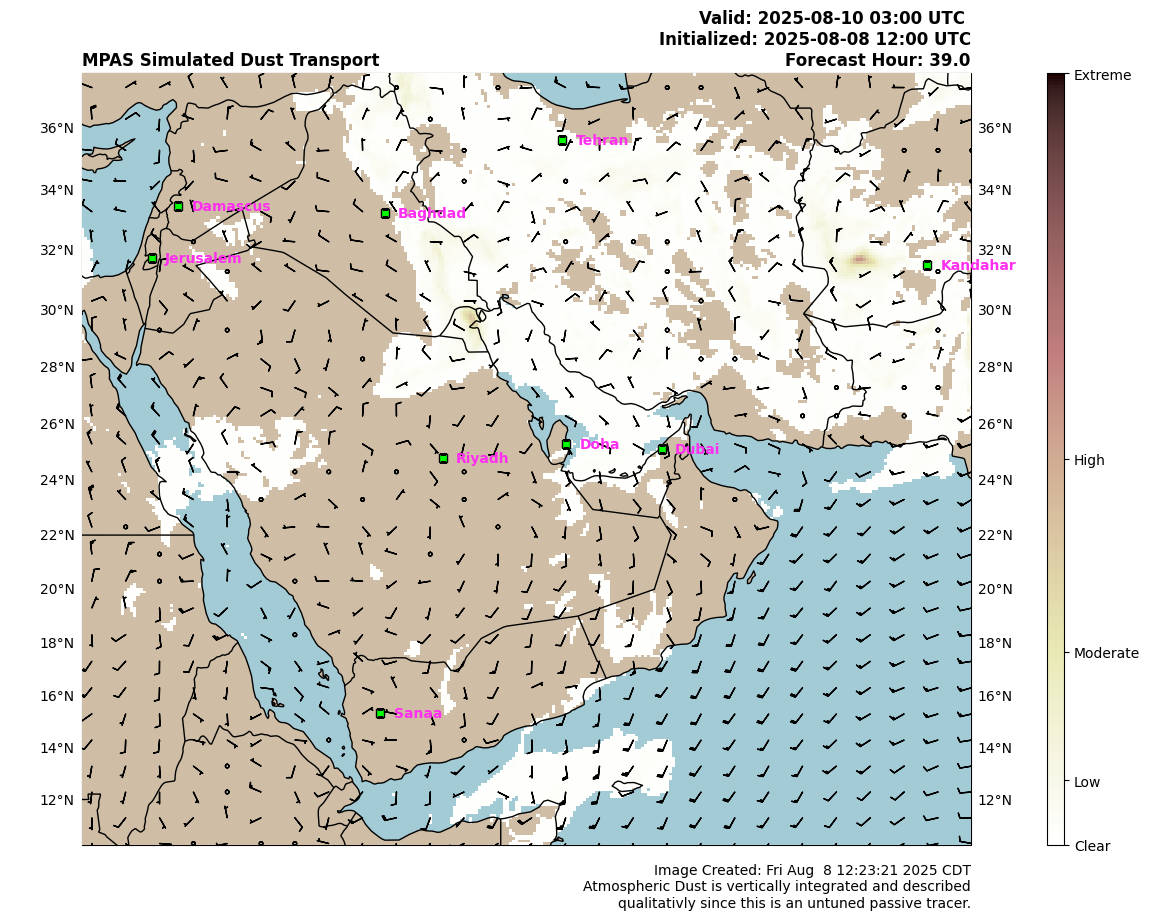 Valid: 2025-08-10 03:00 UTC
Initialized: 2025-08-08 12:00 UTC
MPAS Simulated Dust Transport
Forecast Hour: 39.0
Extreme
36°N
36°N
Tehran
34°N
34°N
Damascus
Baghdad
32°N
32°N
Jerusalem
Kandahar
30°N
30°N
28°N
28°N
26°N
26°N
Doha
Dubai
Riyadh
High
24°N
24°N
22°N
22°N
20°N
20°N
18°N
18°N
Moderate
16°N
16°N
Sanaa
14°N
14°N
Low
12°N
12°N
Clear
Image Created: Fri Aug  8 12:23:21 2025 CDT
Atmospheric Dust is vertically integrated and described
qualitativly since this is an untuned passive tracer.